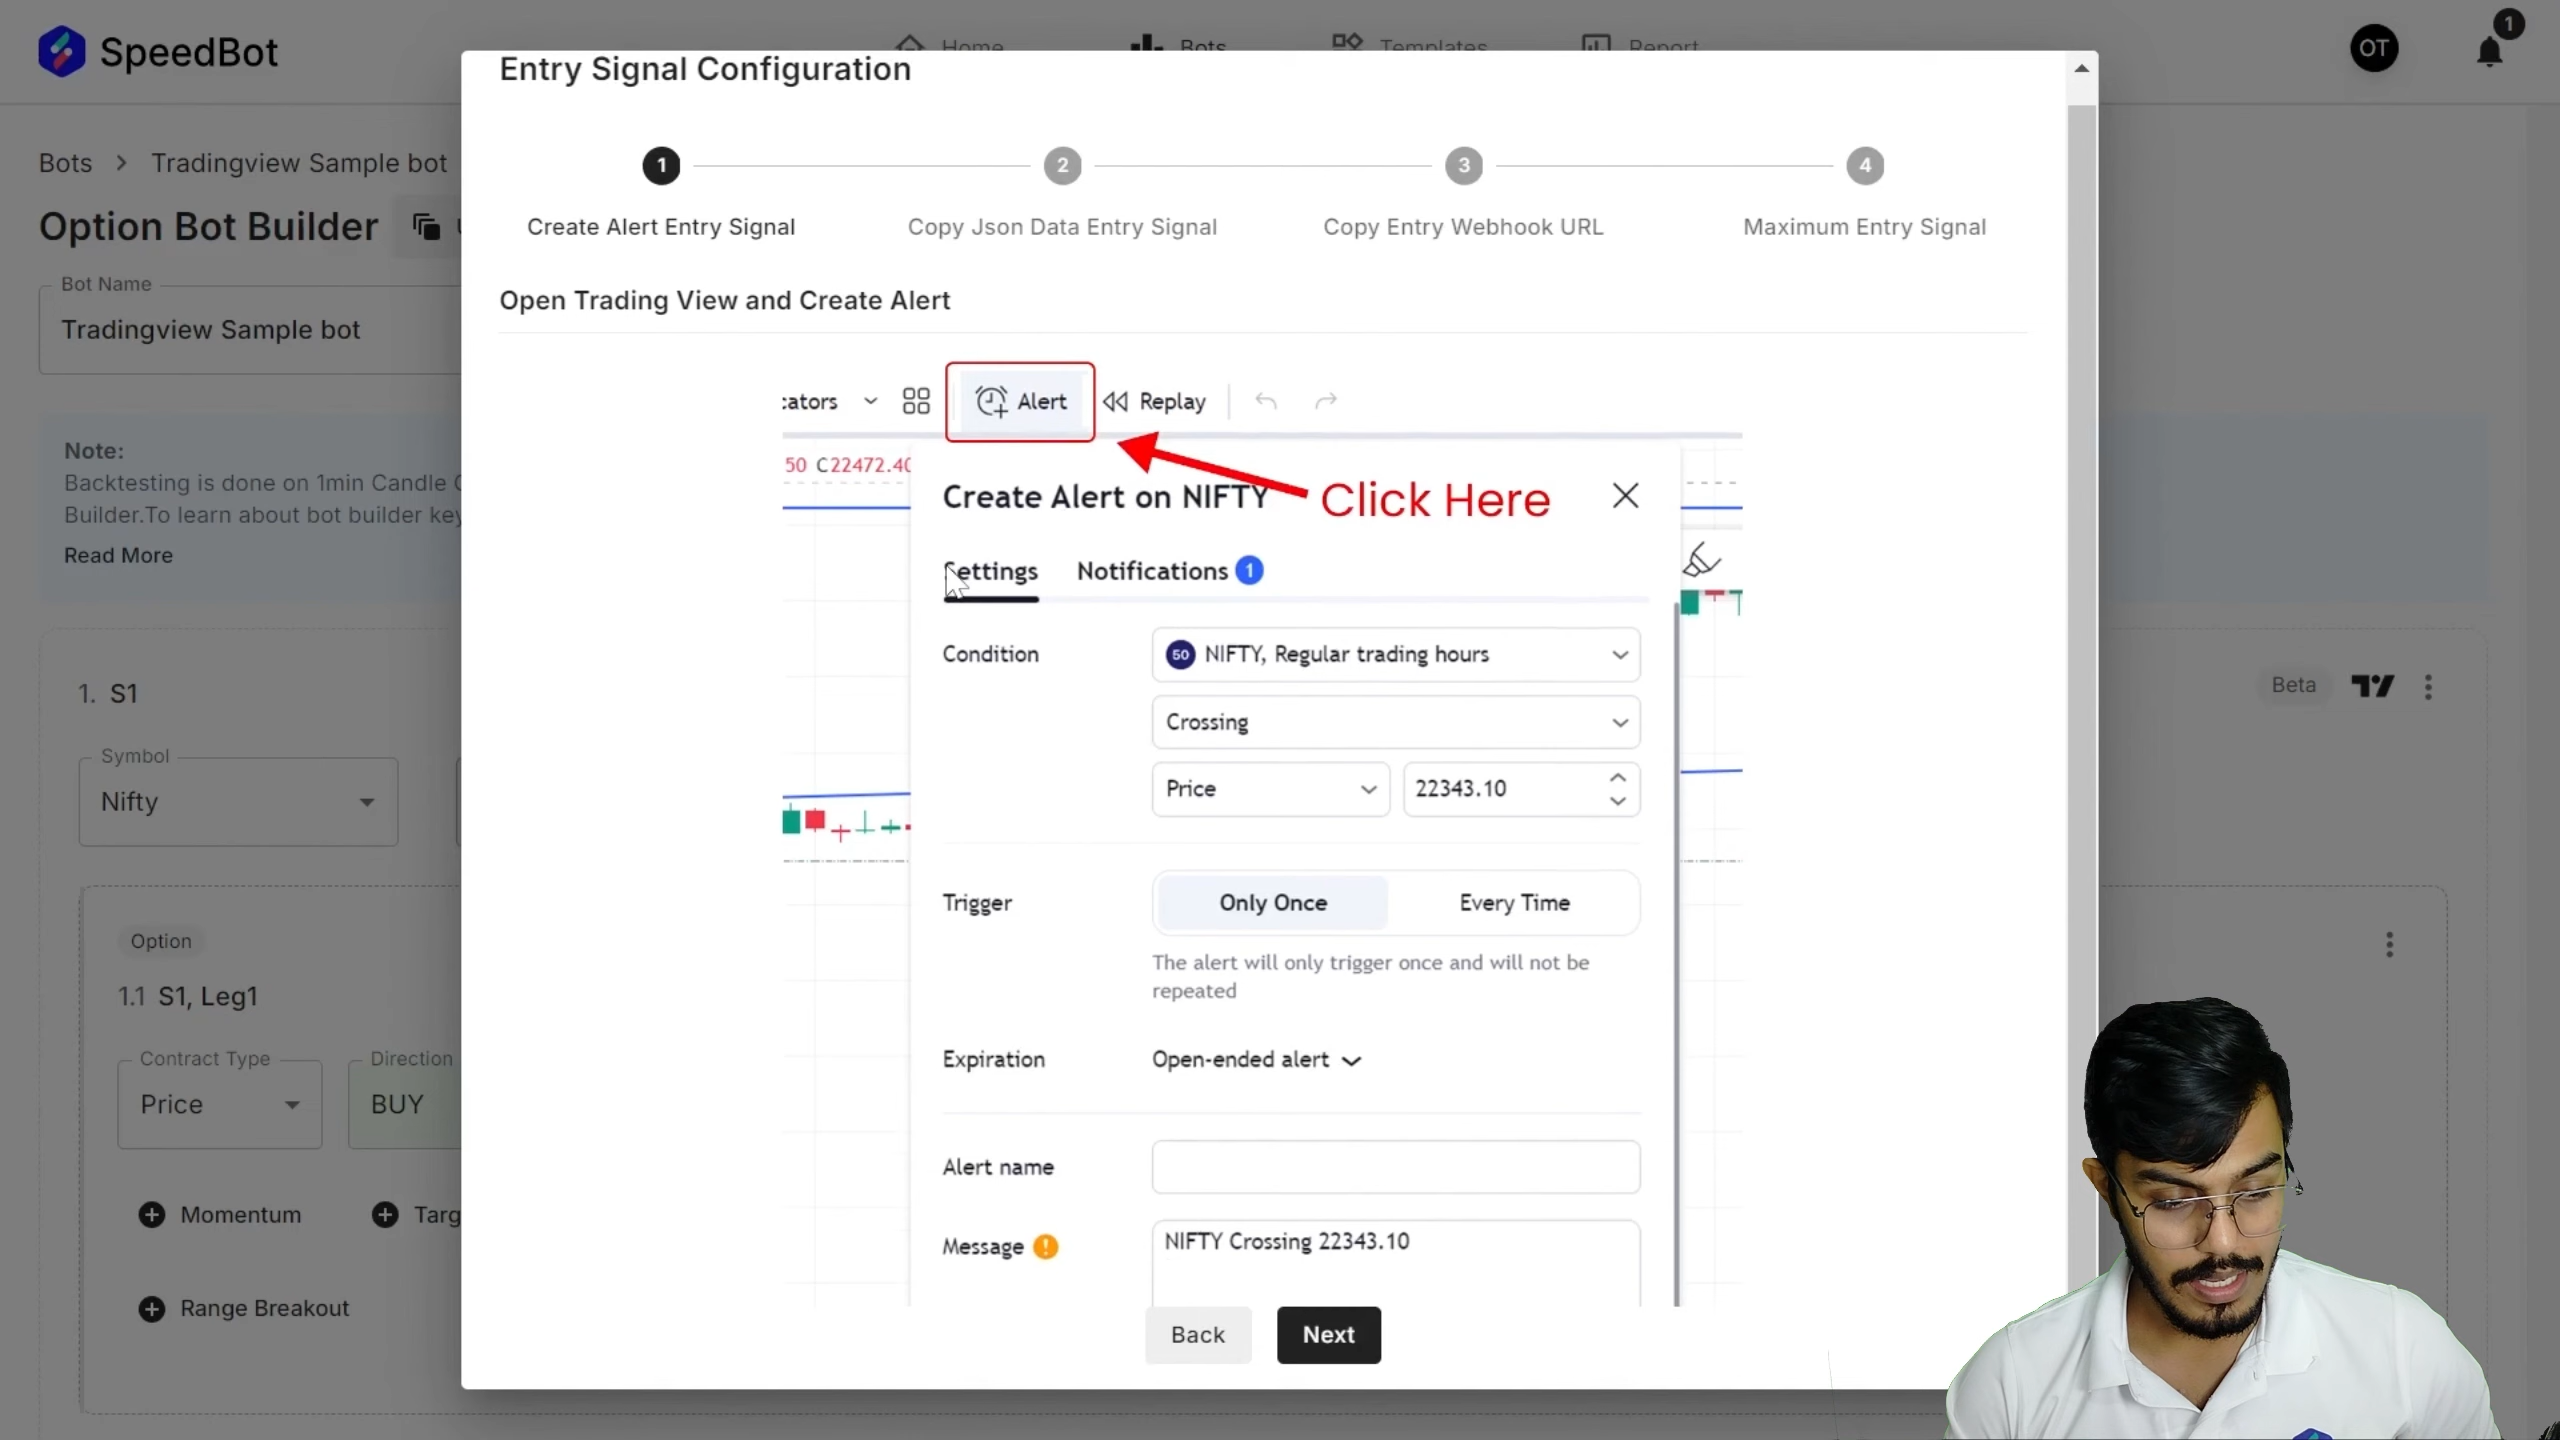 SpeedBot
Home
Bots
Templates
Report
OT
1
Bots > Tradingview Sample bot
Option Bot Builder
Bot Name
Tradingview Sample bot
Note:
Backtesting is done on 1min Candle
Builder.To learn about bot builder
Read More
1. S1
Symbol
Nifty
Beta
Option
1.1 S1, Leg1
Contract Type
Price
Direction
BUY
Momentum
Range Breakout
Entry Signal Configuration
1
2
3
4
Create Alert Entry Signal
Copy Json Data Entry Signal
Copy Entry Webhook URL
Maximum Entry Signal
Open Trading View and Create Alert
cators
Alert
Replay
50 C22472.40
Create Alert on NIFTY
Click Here
Settings
Notifications 1
Condition
50 NIFTY, Regular trading hours
Crossing
Price
22343.10
Trigger
Only Once
Every Time
The alert will only trigger once and will not be
repeated
Expiration
Open-ended alert
Alert name
Message
NIFTY Crossing 22343.10
Back
Next